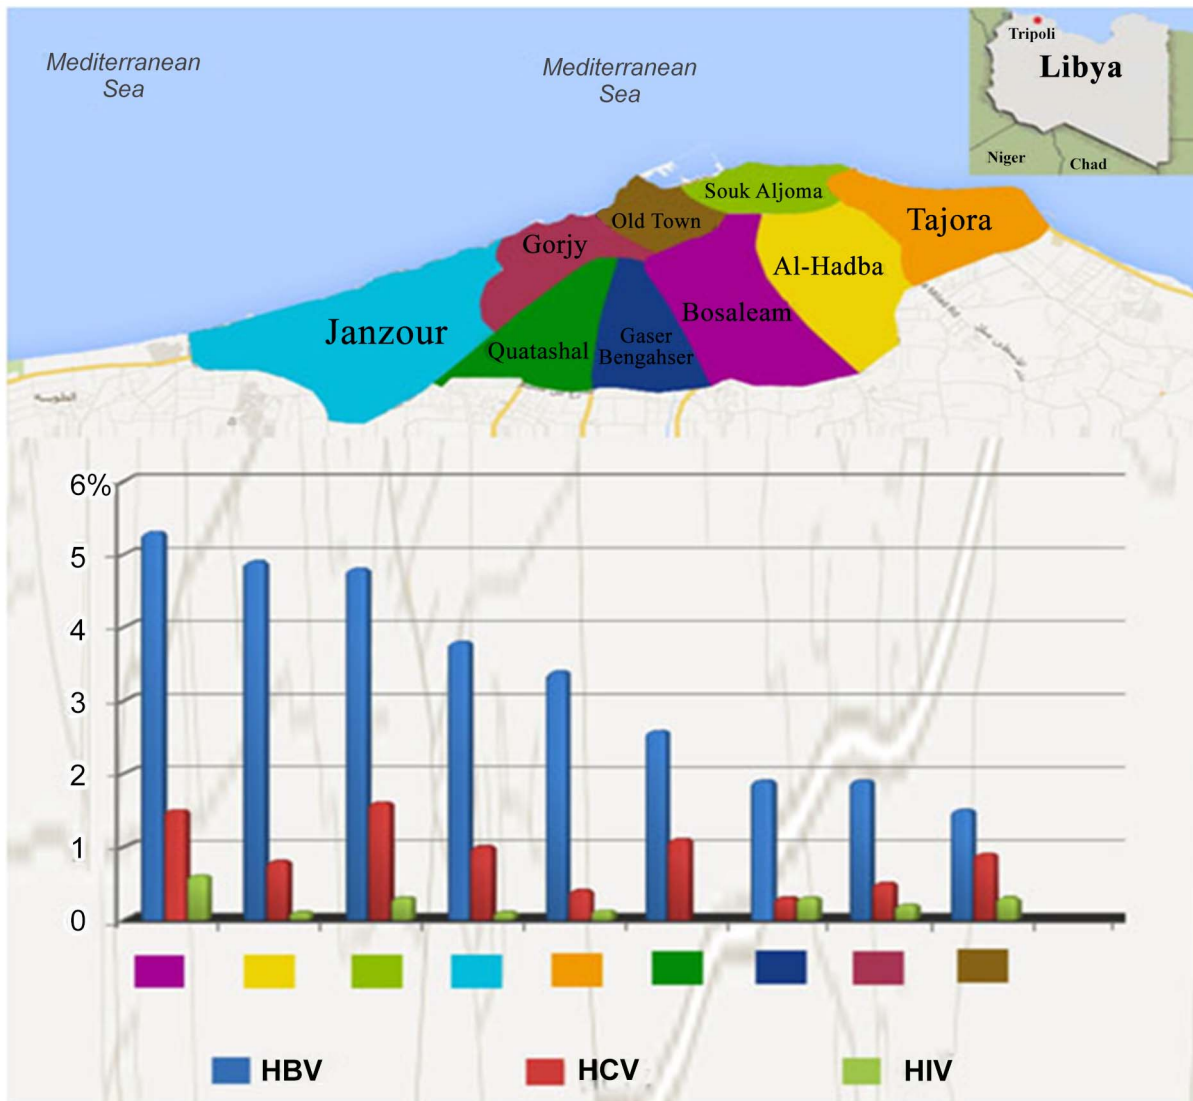 Mediterranean
Sea
Mediterranean
Sea
Tripoli
Libya
Niger
Chad
Souk Aljoma
Old Town
Tajora
Gorjy
Al-Hadba
Janzour
Bosaleam
Quatashal
Gaser
Bengahser
6%
5
4
3
2
1
0
HBV
HCV
HIV